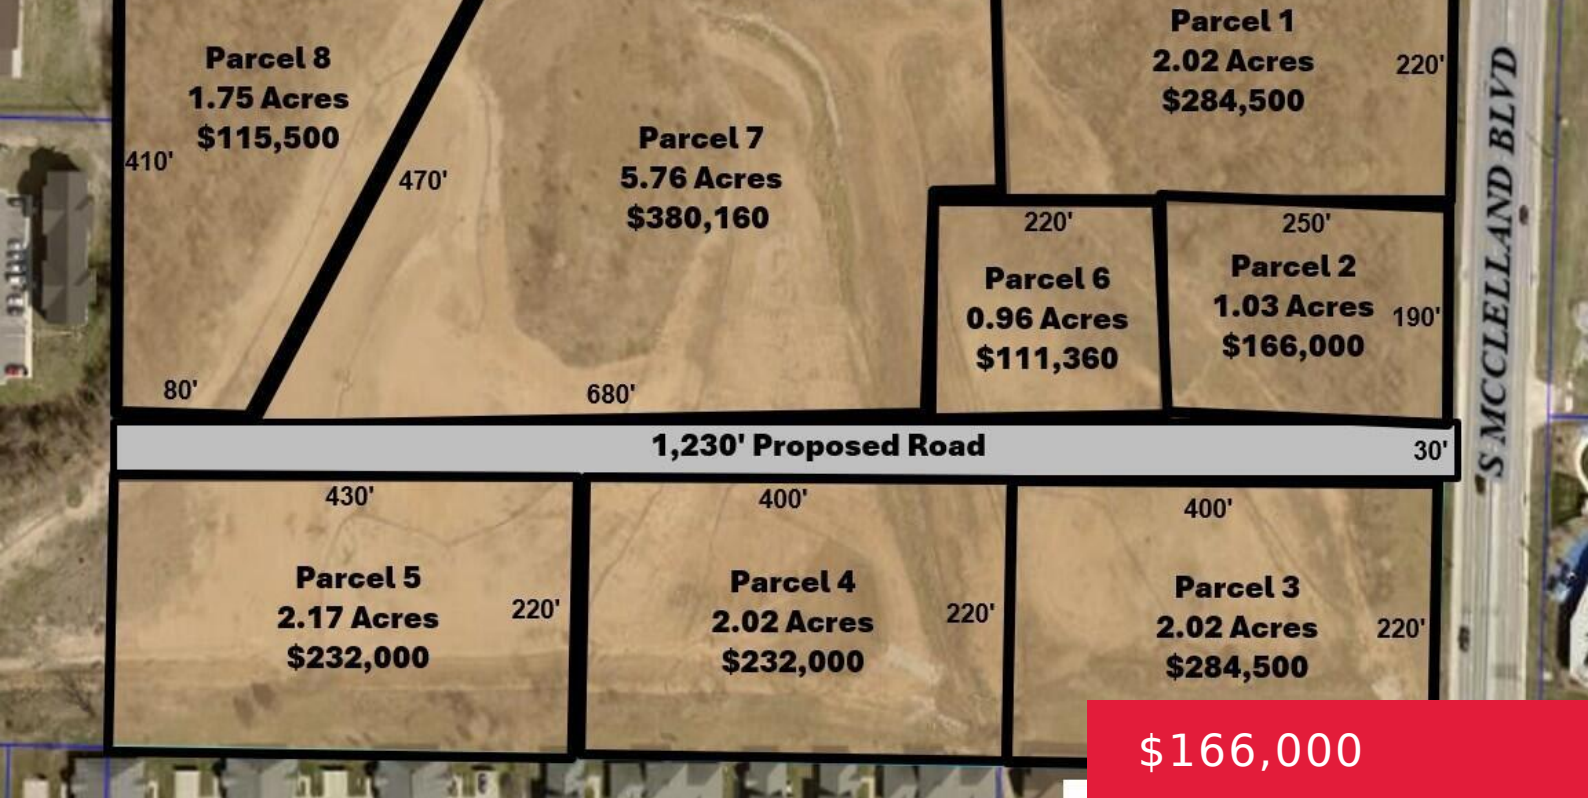 Parcel 8
1.75 Acres
$115,500
410'
470'
80'
Parcel 7
5.76 Acres
$380,160
680'
Parcel 1
2.02 Acres
$284,500
220'
220'
Parcel 6
0.96 Acres
$111,360
250'
Parcel 2
1.03 Acres
$166,000
190'
S MCCLELLAND BLVD
1,230' Proposed Road
30'
430'
Parcel 5
2.17 Acres
$232,000
220'
400'
Parcel 4
2.02 Acres
$232,000
220'
400'
Parcel 3
2.02 Acres
$284,500
220'
$166,000